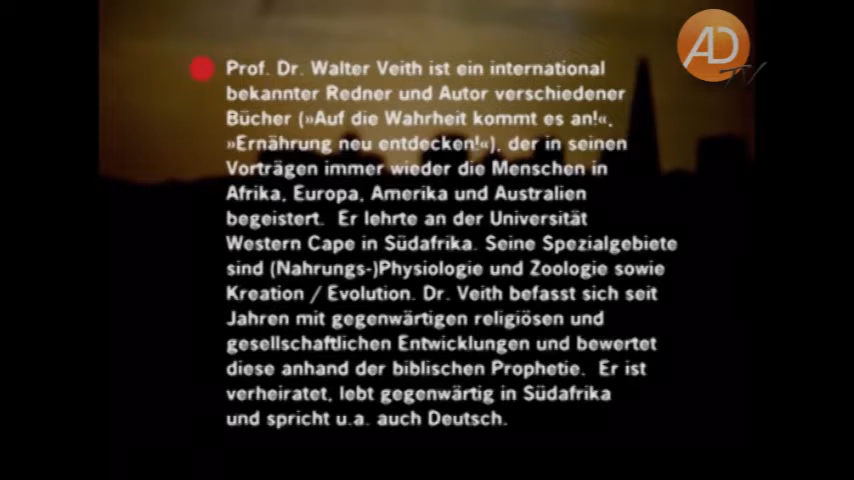 AD
TV
Prof. Dr. Walter Veith ist ein international
bekannter Redner und Autor verschiedener
Bücher (»Auf die Wahrheit kommt es an!«,
»Ernährung neu entdecken!«), der in seinen
Vorträgen immer wieder die Menschen in
Afrika, Europa, Amerika und Australien
begeistert. Er lehrte an der Universität
Western Cape in Südafrika. Seine Spezialgebiete
sind (Nahrungs-)Physiologie und Zoologie sowie
Kreation / Evolution. Dr. Veith befasst sich seit
Jahren mit gegenwärtigen religiösen und
gesellschaftlichen Entwicklungen und bewertet
diese anhand der biblischen Prophetie. Er ist
verheiratet, lebt gegenwärtig in Südafrika
und spricht u.a. auch Deutsch.